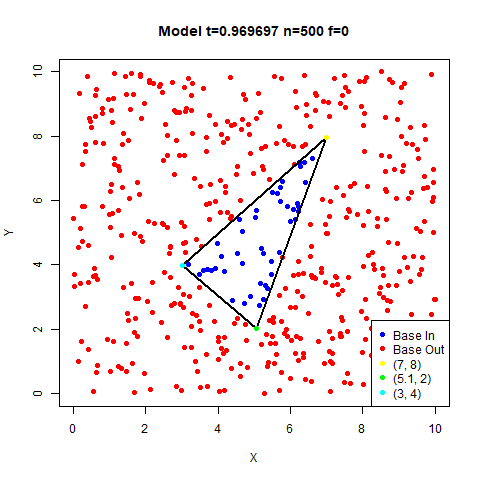 Model t=0.969697 n=500 f=0
10
8
6
4
2
0
Y
Base In
Base Out
(7, 8)
(5.1, 2)
(3, 4)
0 2 4 6 8 10
X